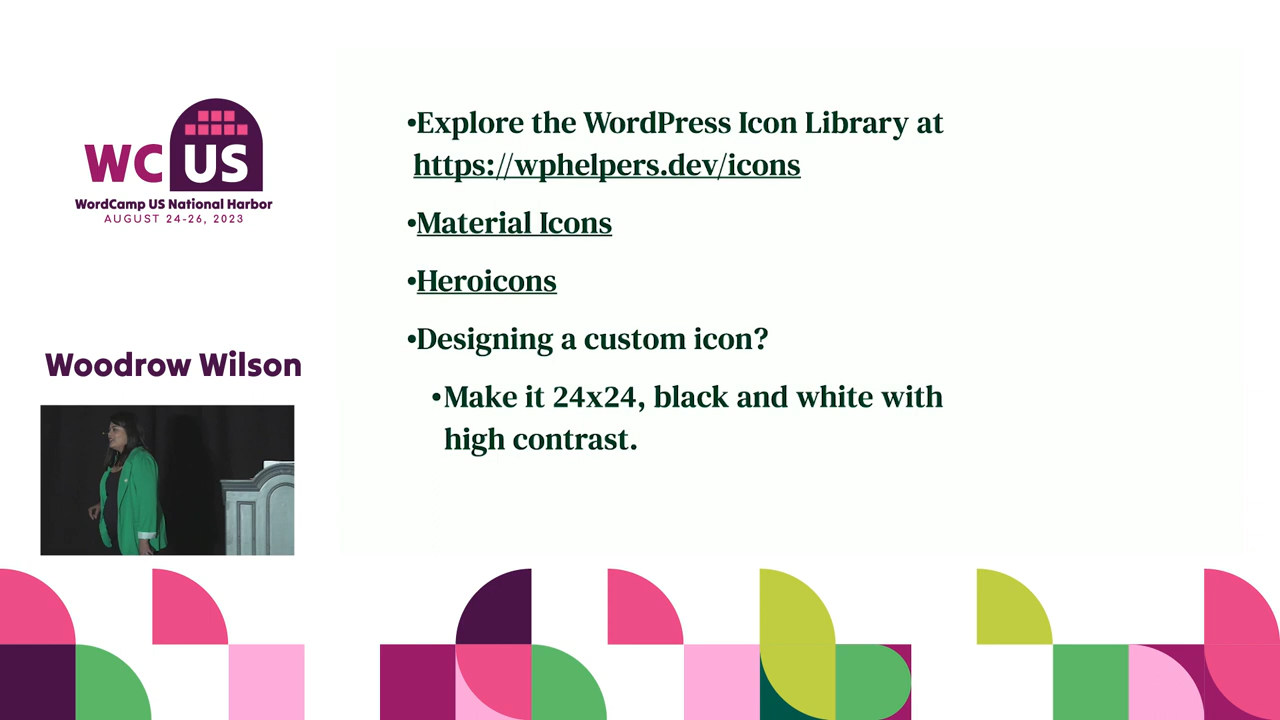 WC US
WordCamp US National Harbor
AUGUST 24-26, 2023
Woodrow Wilson
•Explore the WordPress Icon Library at
https://wphelpers.dev/icons
•Material Icons
•Heroicons
•Designing a custom icon?
•Make it 24x24, black and white with
high contrast.